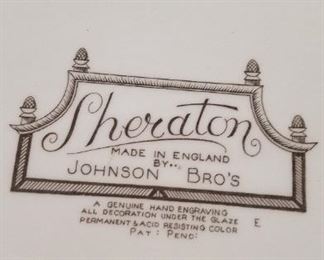 Sheraton
MADE IN ENGLAND
BY..
JOHNSON BRO'S
A GENUINE HAND ENGRAVING
ALL DECORATION UNDER THE GLAZE
PERMANENT & ACID RESISTING COLOR
PAT: PEND:
E